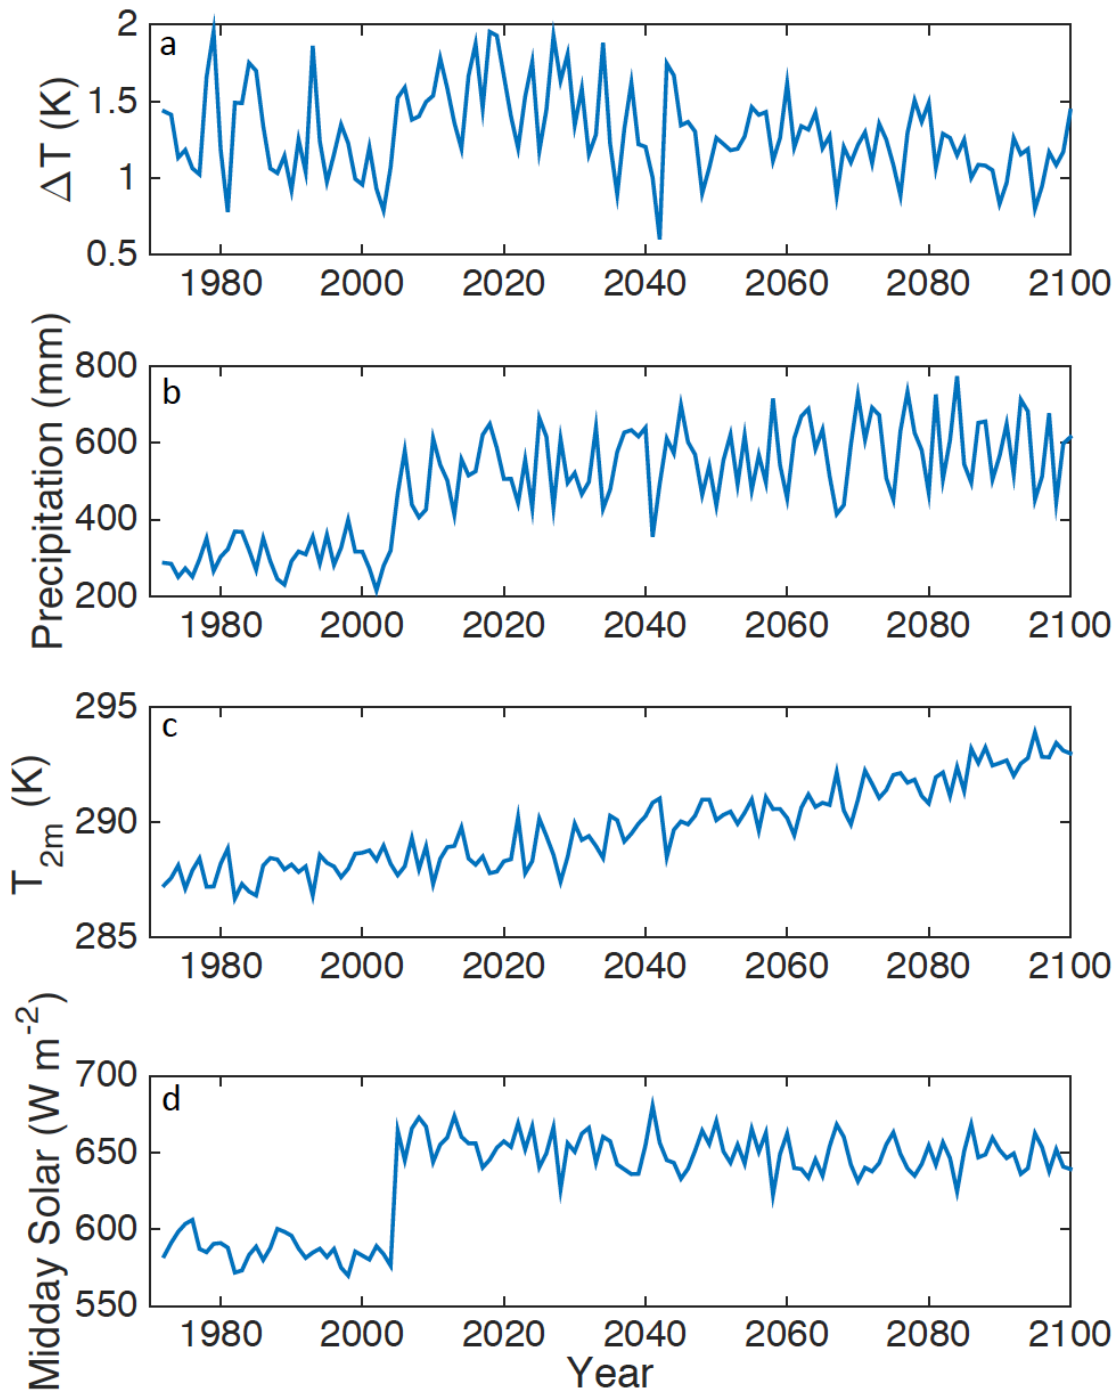 a
ΔT (K)
2
1.5
1
0.5
1980 2000 2020 2040 2060 2080 2100
b
Precipitation (mm)
800
600
400
200
1980 2000 2020 2040 2060 2080 2100
c
T2m (K)
295
290
285
1980 2000 2020 2040 2060 2080 2100
d
Midday Solar (W m-2)
700
650
600
550
1980 2000 2020 2040 2060 2080 2100
Year